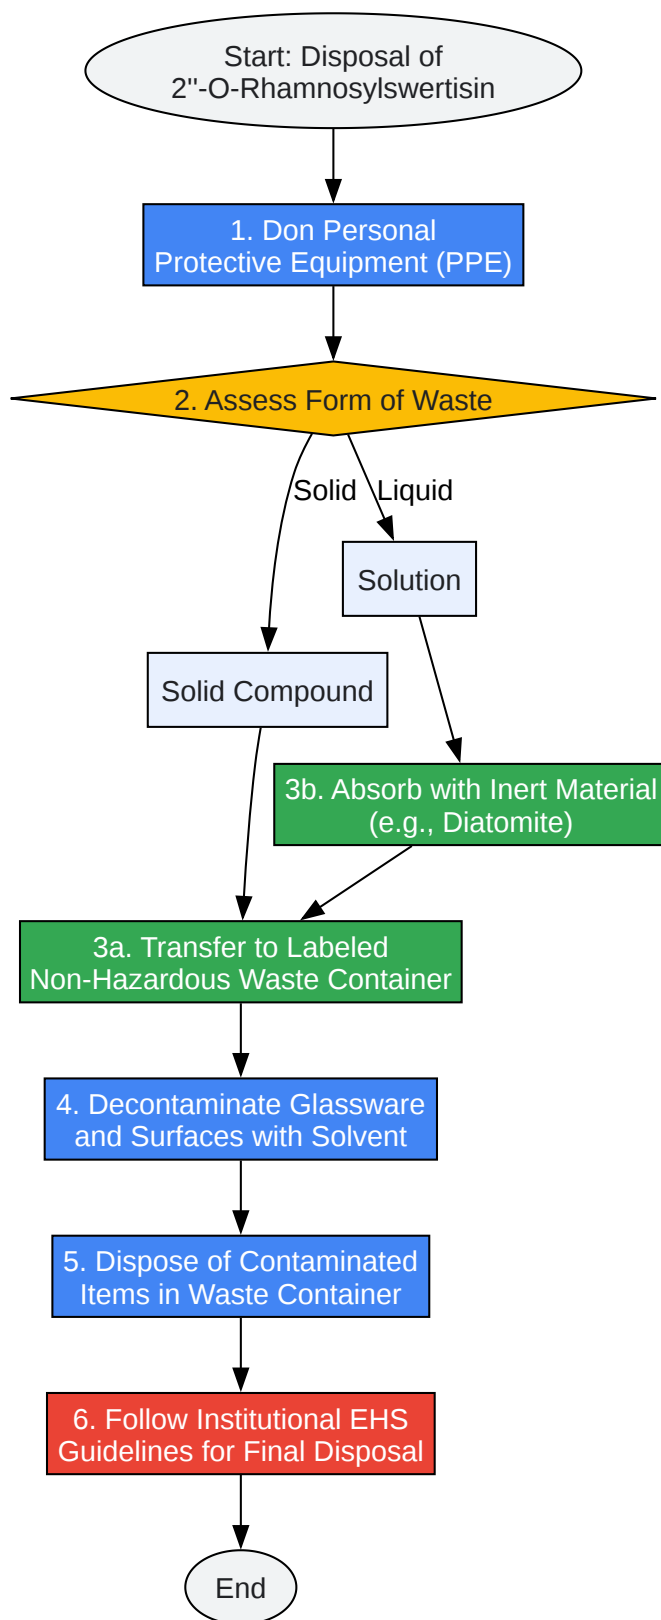 Start: Disposal of
2"-O-Rhamnosylswertisin
1. Don Personal
Protective Equipment (PPE)
2. Assess Form of Waste
Solid
Liquid
Solution
Solid Compound
3b. Absorb with Inert Material
(e.g., Diatomite)
3a. Transfer to Labeled
Non-Hazardous Waste Container
4. Decontaminate Glassware
and Surfaces with Solvent
5. Dispose of Contaminated
Items in Waste Container
6. Follow Institutional EHS
Guidelines for Final Disposal
End